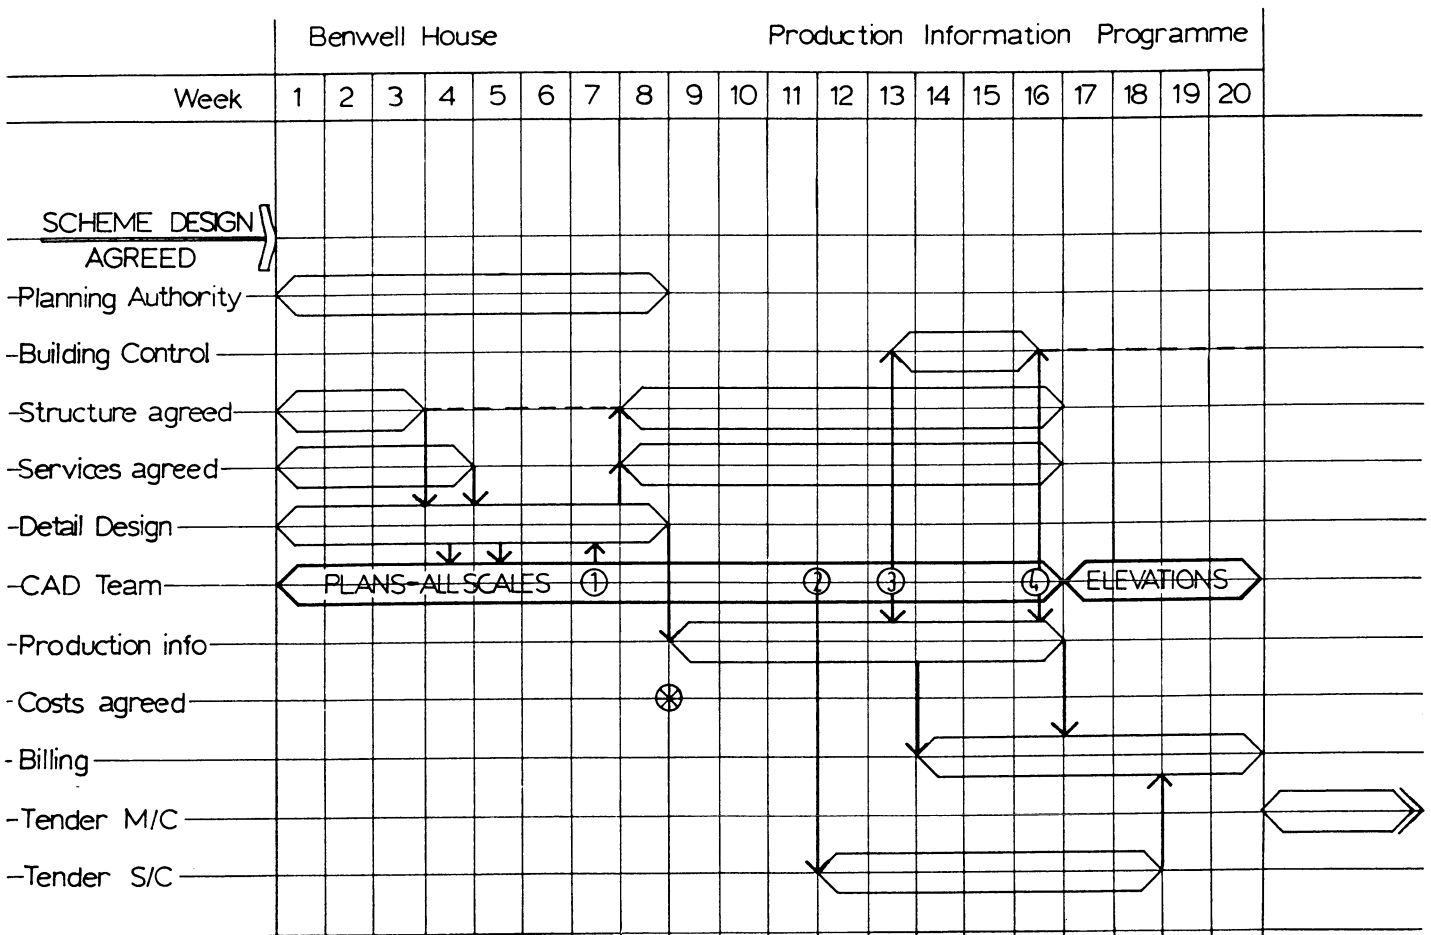 Benwell House Production Information Programme
Week 1 2 3 4 5 6 7 8 9 10 11 12 13 14 15 16 17 18 19 20
SCHEME DESIGN
AGREED
-Planning Authority
-Building Control
-Structure agreed
-Services agreed
-Detail Design
-CAD Team PLANS-ALL SCALES 1 2 3 4 ELEVATIONS
-Production info
-Costs agreed
-Billing
-Tender M/C
-Tender S/C